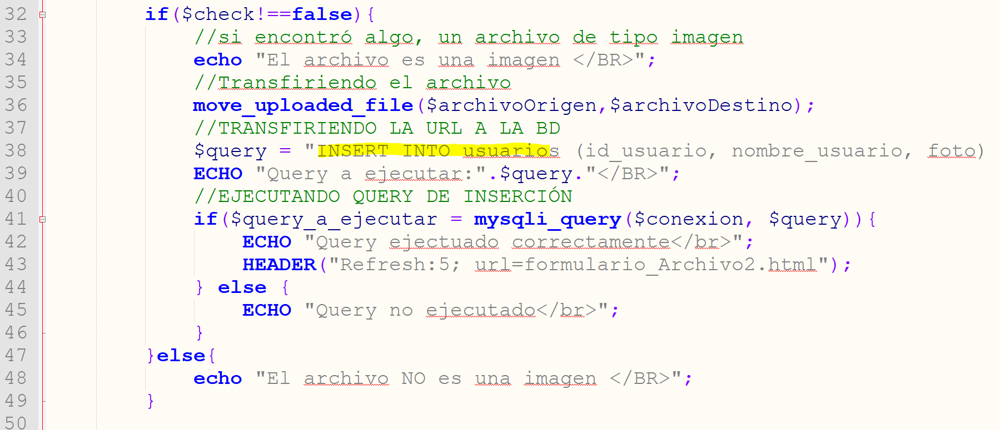 32 if($check!==false){
33 //si encontró algo, un archivo de tipo imagen
34 echo "El archivo es una imagen </BR>";
35 //Transfiriendo el archivo
36 move_uploaded_file($archivoOrigen,$archivoDestino);
37 //TRANSFIRIENDO LA URL A LA BD
38 $query = "INSERT INTO usuarios (id_usuario, nombre_usuario, foto)
39 ECHO "Query a ejecutar:".$query."</BR>";
40 //EJECUTANDO QUERY DE INSERCIÓN
41 if($query_a_ejecutar = mysqli_query($conexion, $query)){
42 ECHO "Query ejectuado correctamente</br>";
43 HEADER("Refresh:5; url=formulario_Archivo2.html");
44 } else {
45 ECHO "Query no ejecutado</br>";
46 }
47 }else{
48 echo "El archivo NO es una imagen </BR>";
49 }
50